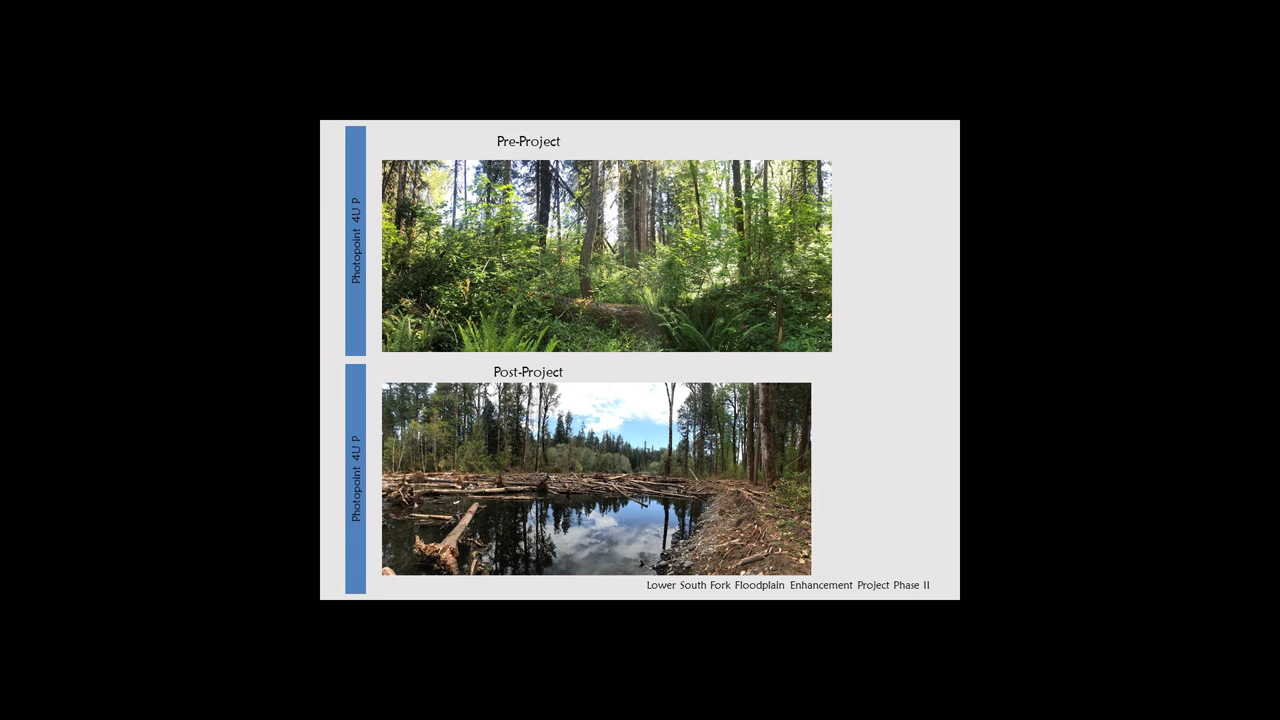 Pre-Project
Photopoint 4U P
Post-Project
Photopoint 4U P
Lower South Fork Floodplain Enhancement Project Phase II